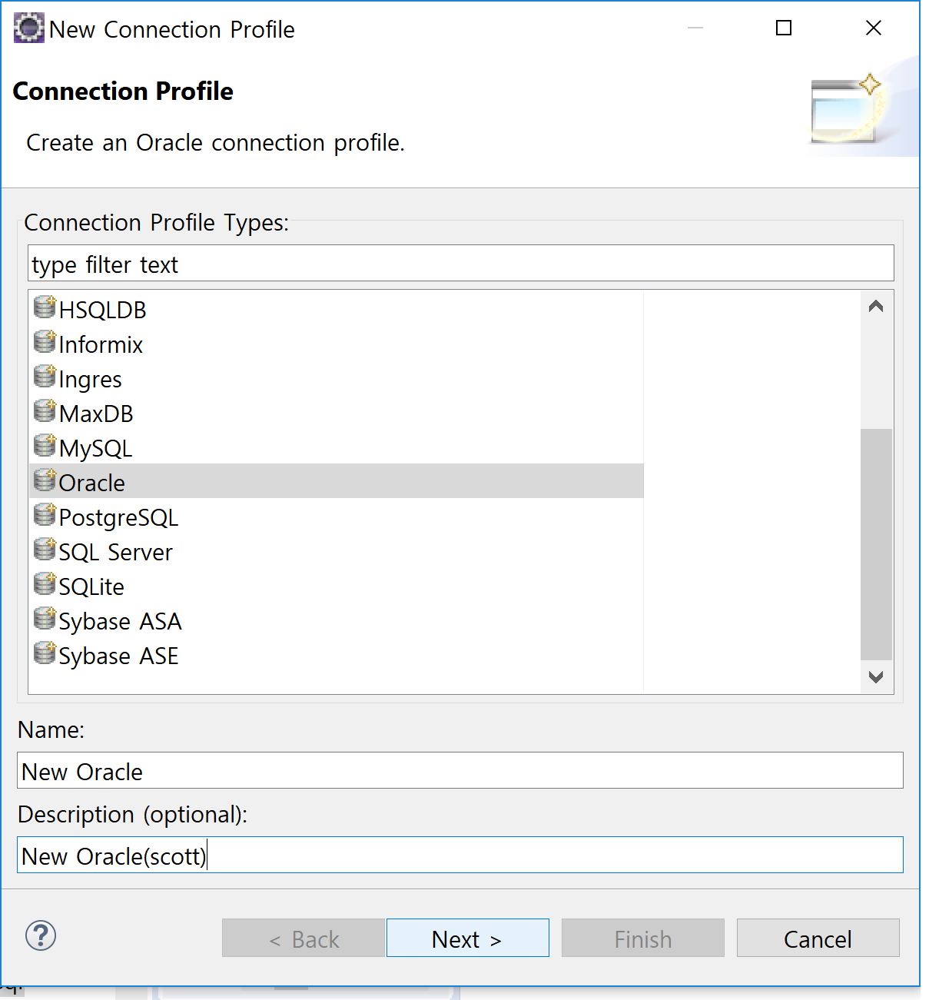 New Connection Profile
Connection Profile
Create an Oracle connection profile.
Connection Profile Types:
type filter text
HSQLDB
Informix
Ingres
MaxDB
MySQL
Oracle
PostgreSQL
SQL Server
SQLite
Sybase ASA
Sybase ASE
Name:
New Oracle
Description (optional):
New Oracle(scott)
?
< Back
Next >
Finish
Cancel